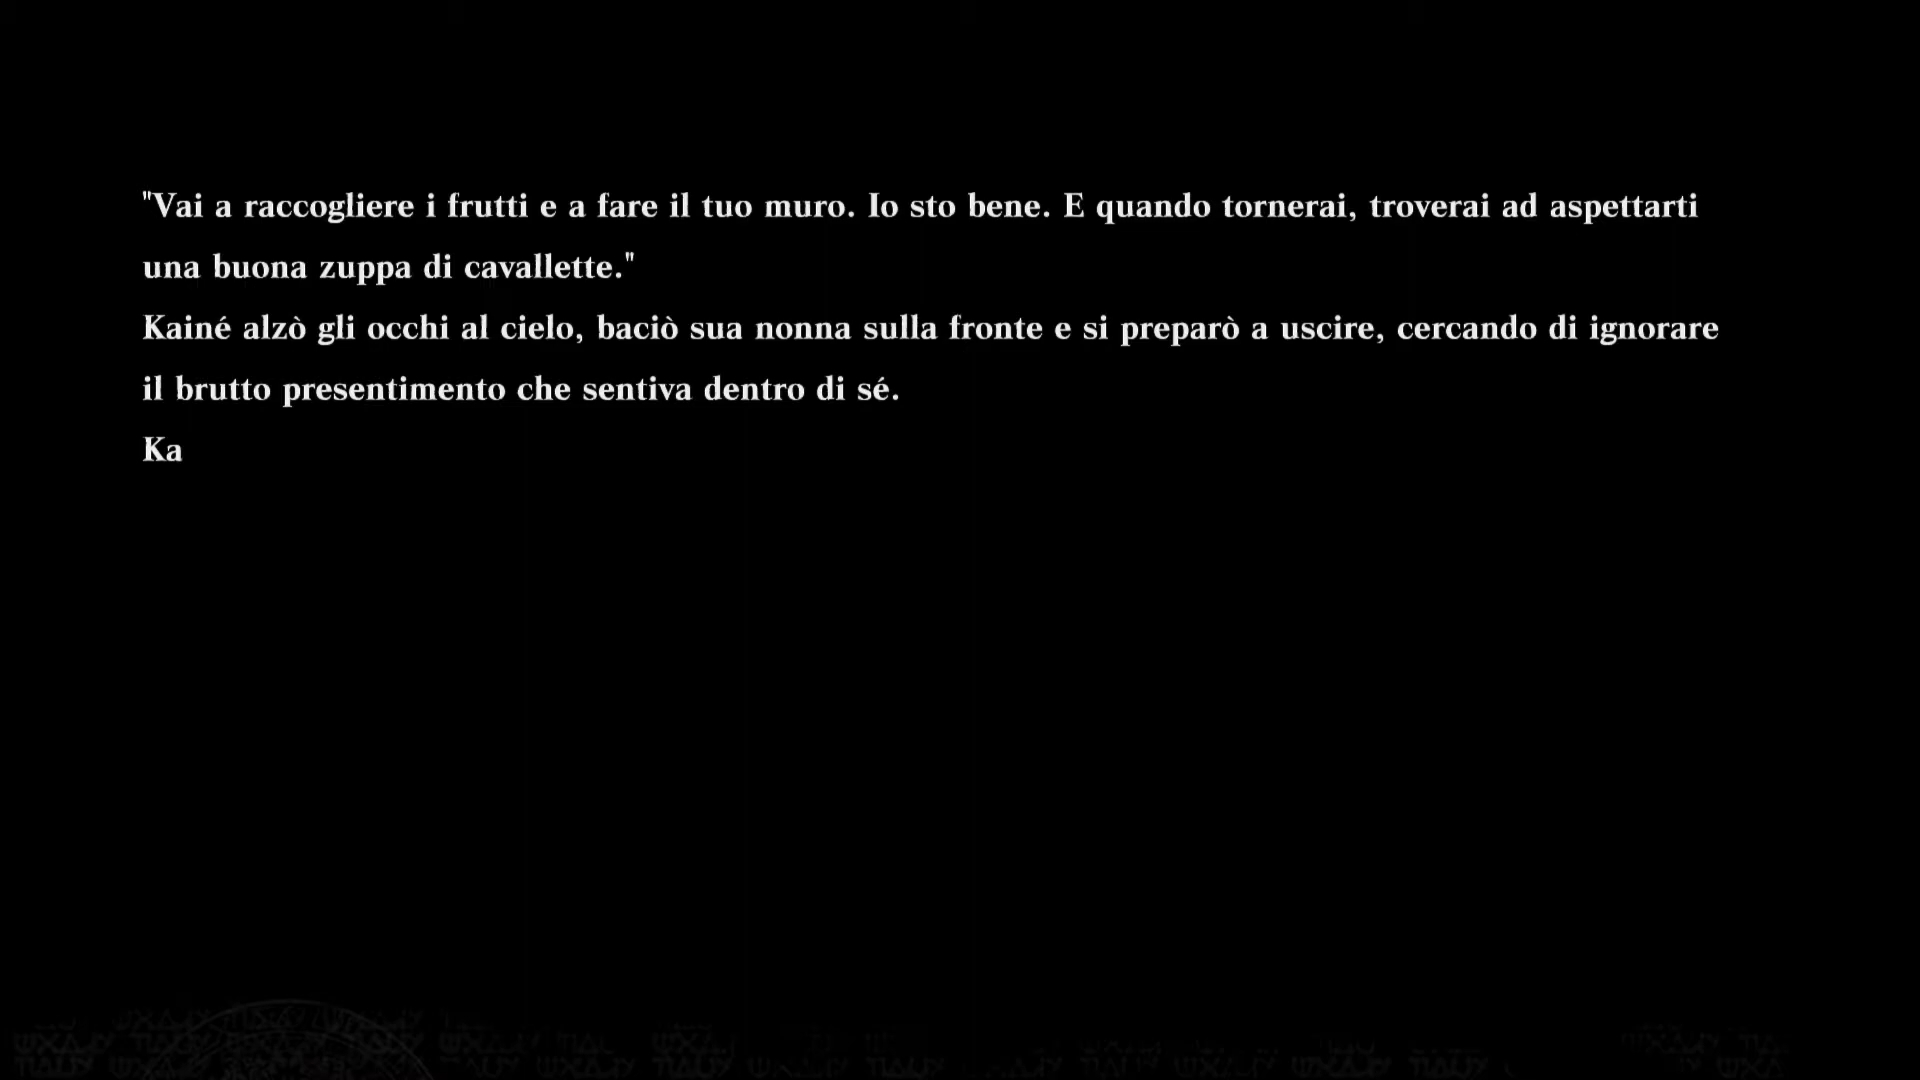 "Vai a raccogliere i frutti e a fare il tuo muro. Io sto bene. E quando tornerai, troverai ad aspettarti
una buona zuppa di cavallette."
Kainé alzò gli occhi al cielo, baciò sua nonna sulla fronte e si preparò a uscire, cercando di ignorare
il brutto presentimento che sentiva dentro di sé.
Ka